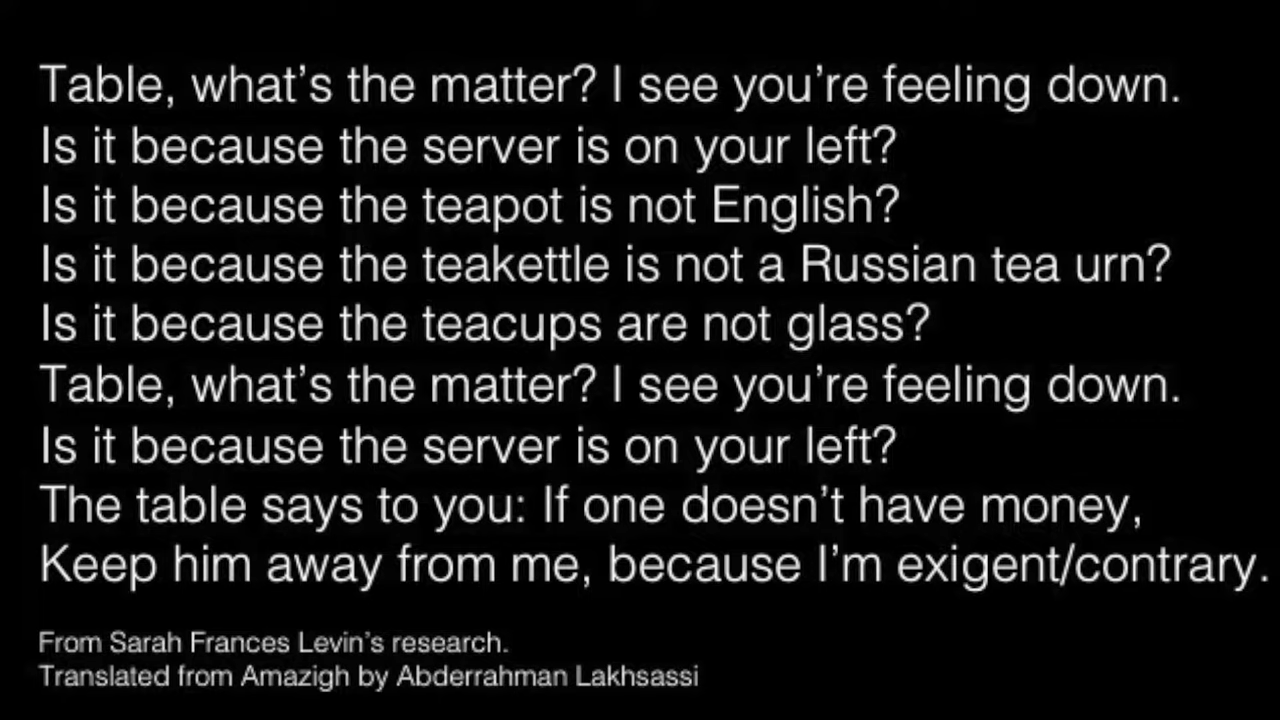 Table, what’s the matter? I see you’re feeling down.
Is it because the server is on your left?
Is it because the teapot is not English?
Is it because the teakettle is not a Russian tea urn?
Is it because the teacups are not glass?
Table, what’s the matter? I see you’re feeling down.
Is it because the server is on your left?
The table says to you: If one doesn’t have money,
Keep him away from me, because I’m exigent/contrary.
From Sarah Frances Levin’s research.
Translated from Amazigh by Abderrahman Lakhsassi